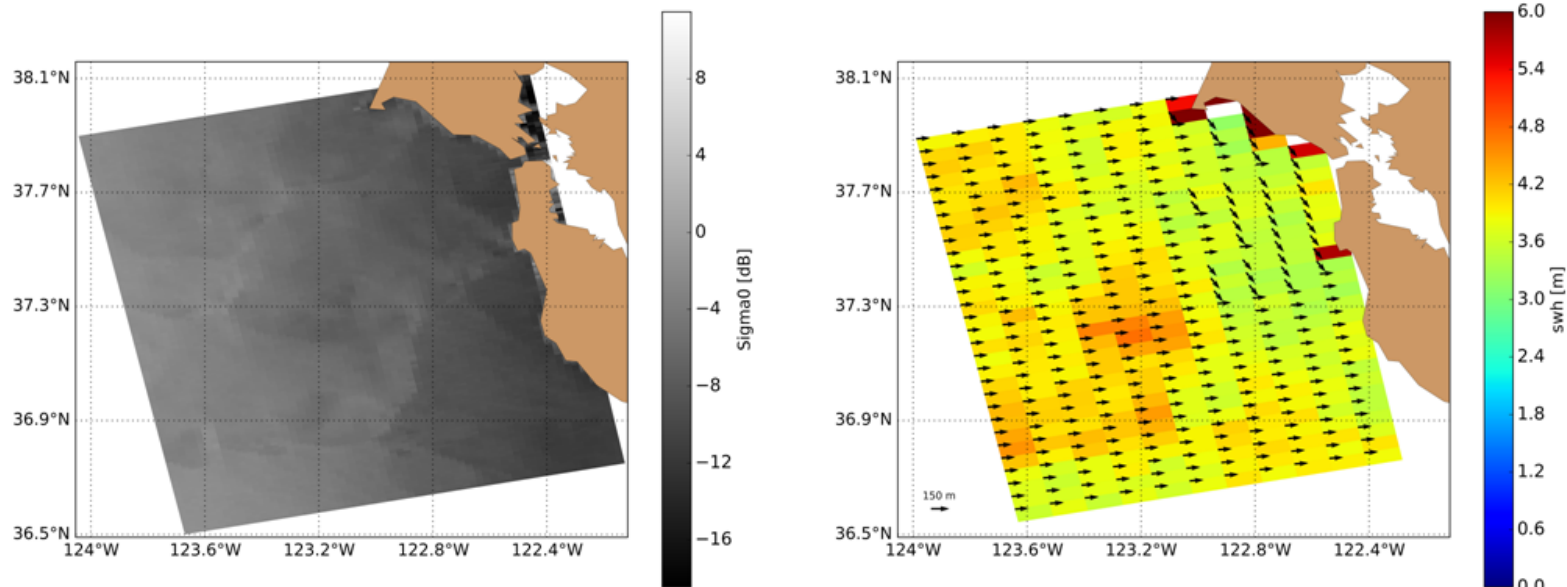 38.1°N
37.7°N
37.3°N
36.9°N
36.5°N
124°W 123.6°W 123.2°W 122.8°W 122.4°W
8
4
0
−4
−8
−12
−16
Sigma0 [dB]
38.1°N
37.7°N
37.3°N
36.9°N
36.5°N
150 m
124°W 123.6°W 123.2°W 122.8°W 122.4°W
6.0
5.4
4.8
4.2
3.6
3.0
2.4
1.8
1.2
0.6
0.0
swh [m]